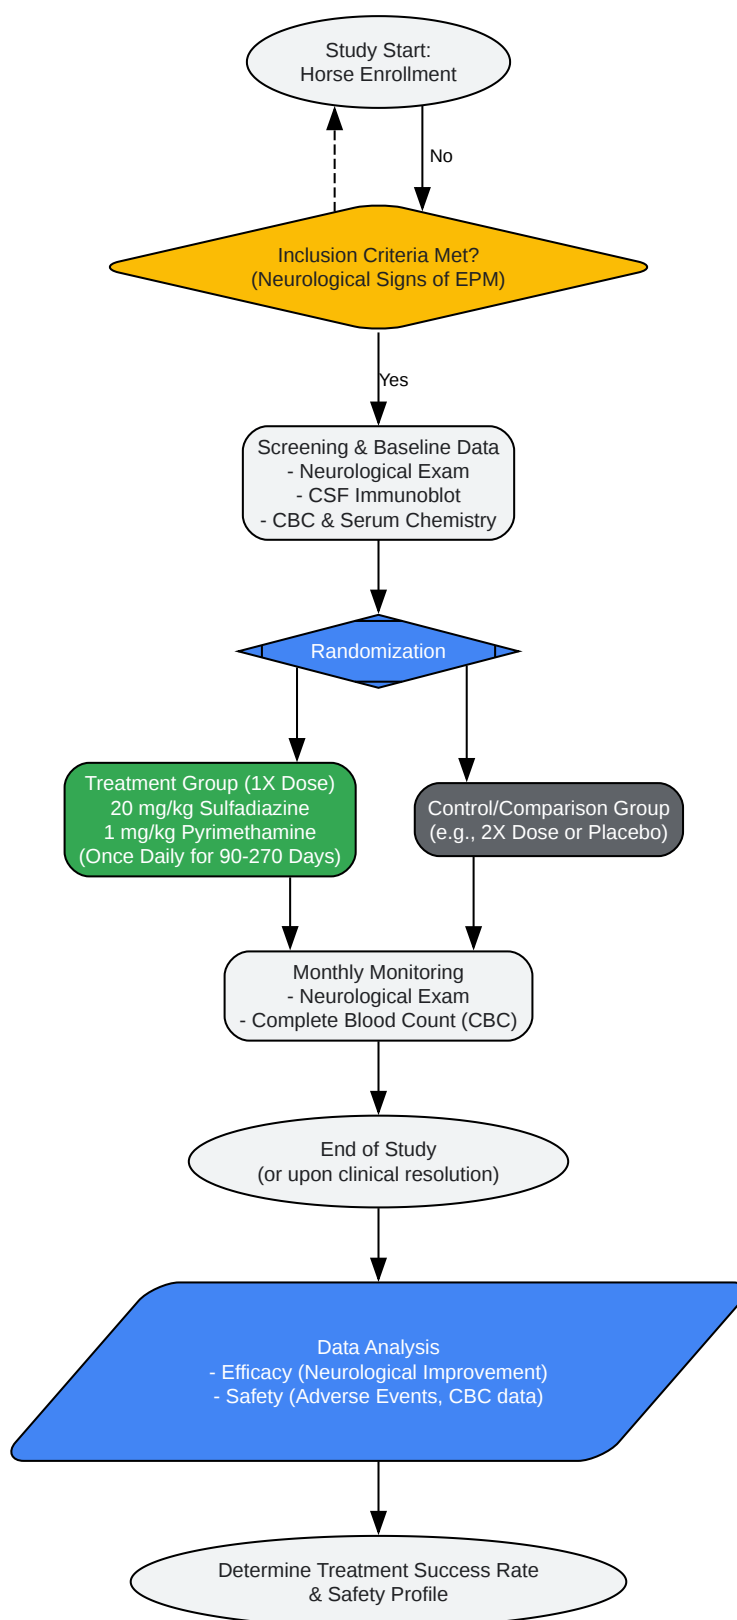 Study Start:
Horse Enrollment
No
Inclusion Criteria Met?
(Neurological Signs of EPM)
Yes
Screening & Baseline Data
- Neurological Exam
- CSF Immunoblot
- CBC & Serum Chemistry
Randomization
Treatment Group (1X Dose)
20 mg/kg Sulfadiazine
1 mg/kg Pyrimethamine
(Once Daily for 90-270 Days)
Control/Comparison Group
(e.g., 2X Dose or Placebo)
Monthly Monitoring
- Neurological Exam
- Complete Blood Count (CBC)
End of Study
(or upon clinical resolution)
Data Analysis
- Efficacy (Neurological Improvement)
- Safety (Adverse Events, CBC data)
Determine Treatment Success Rate
& Safety Profile